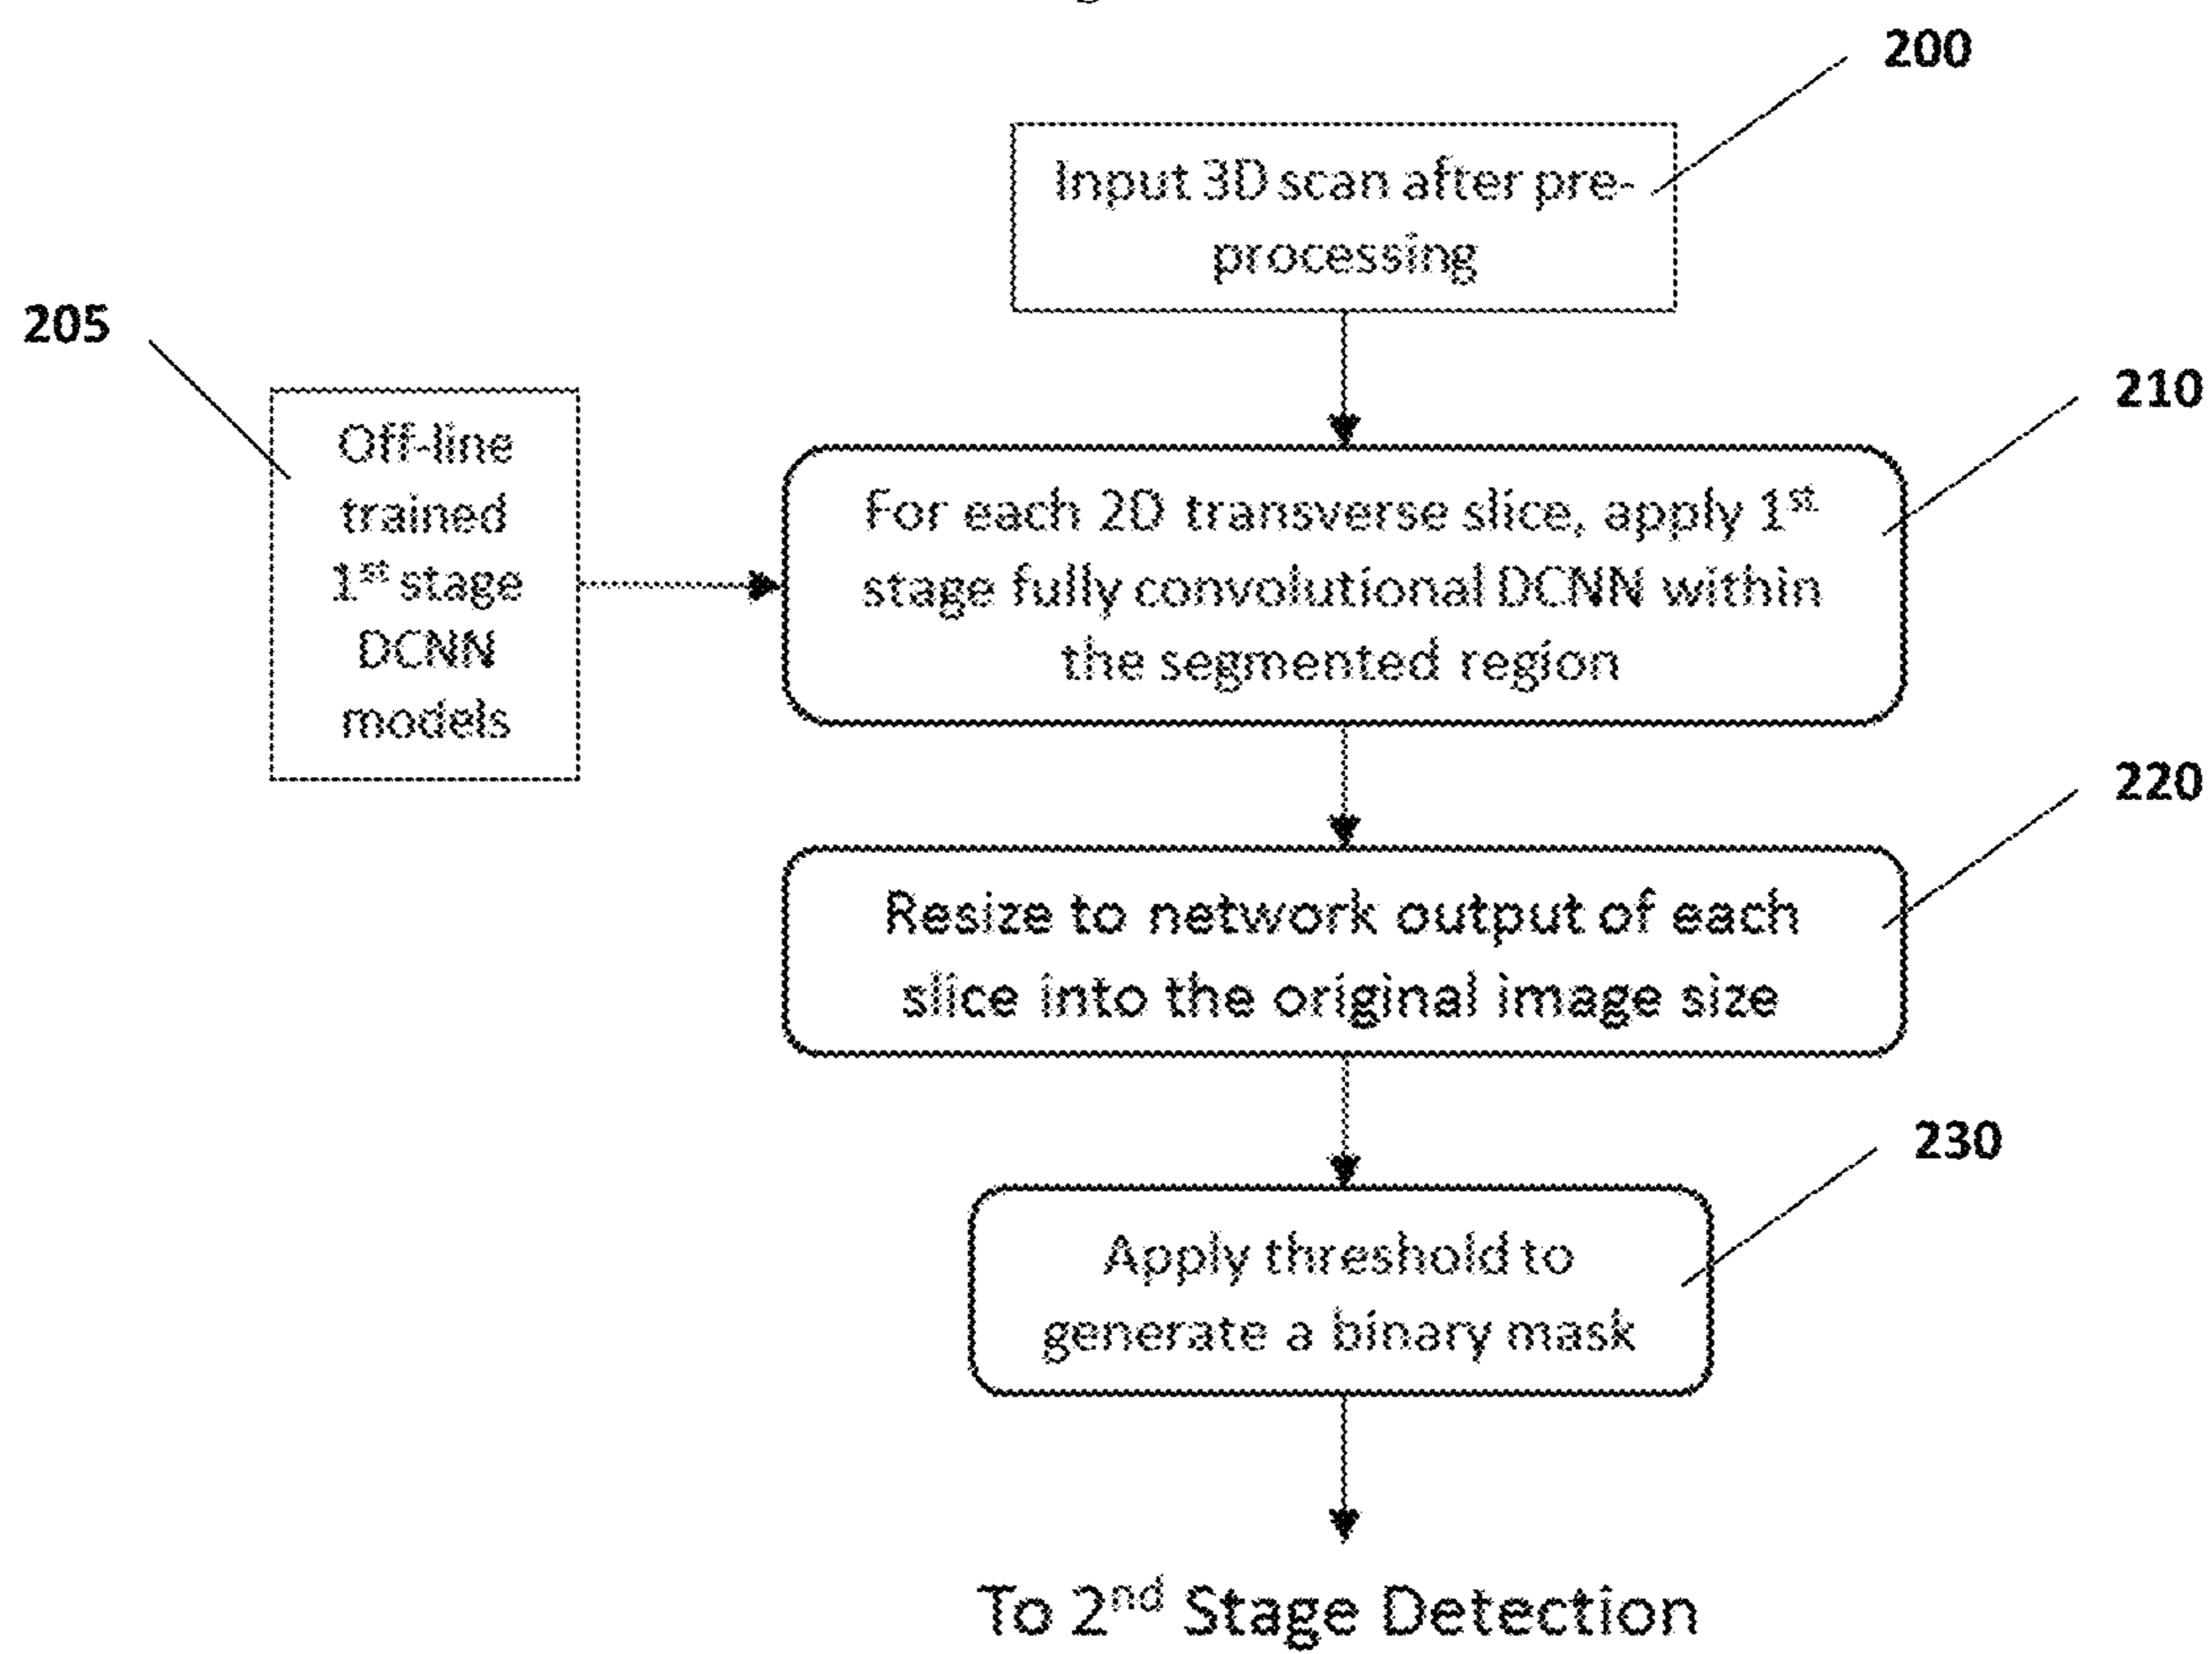 200
Input 3D scan after pre-
processing
205
Off-line
trained
1st stage
DCNN
models
210
For each 2D transverse slice, apply 1st
stage fully convolutional DCNN within
the segmented region
220
Resize to network output of each
slice into the original image size
230
Apply threshold to
generate a binary mask
To 2nd Stage Detection